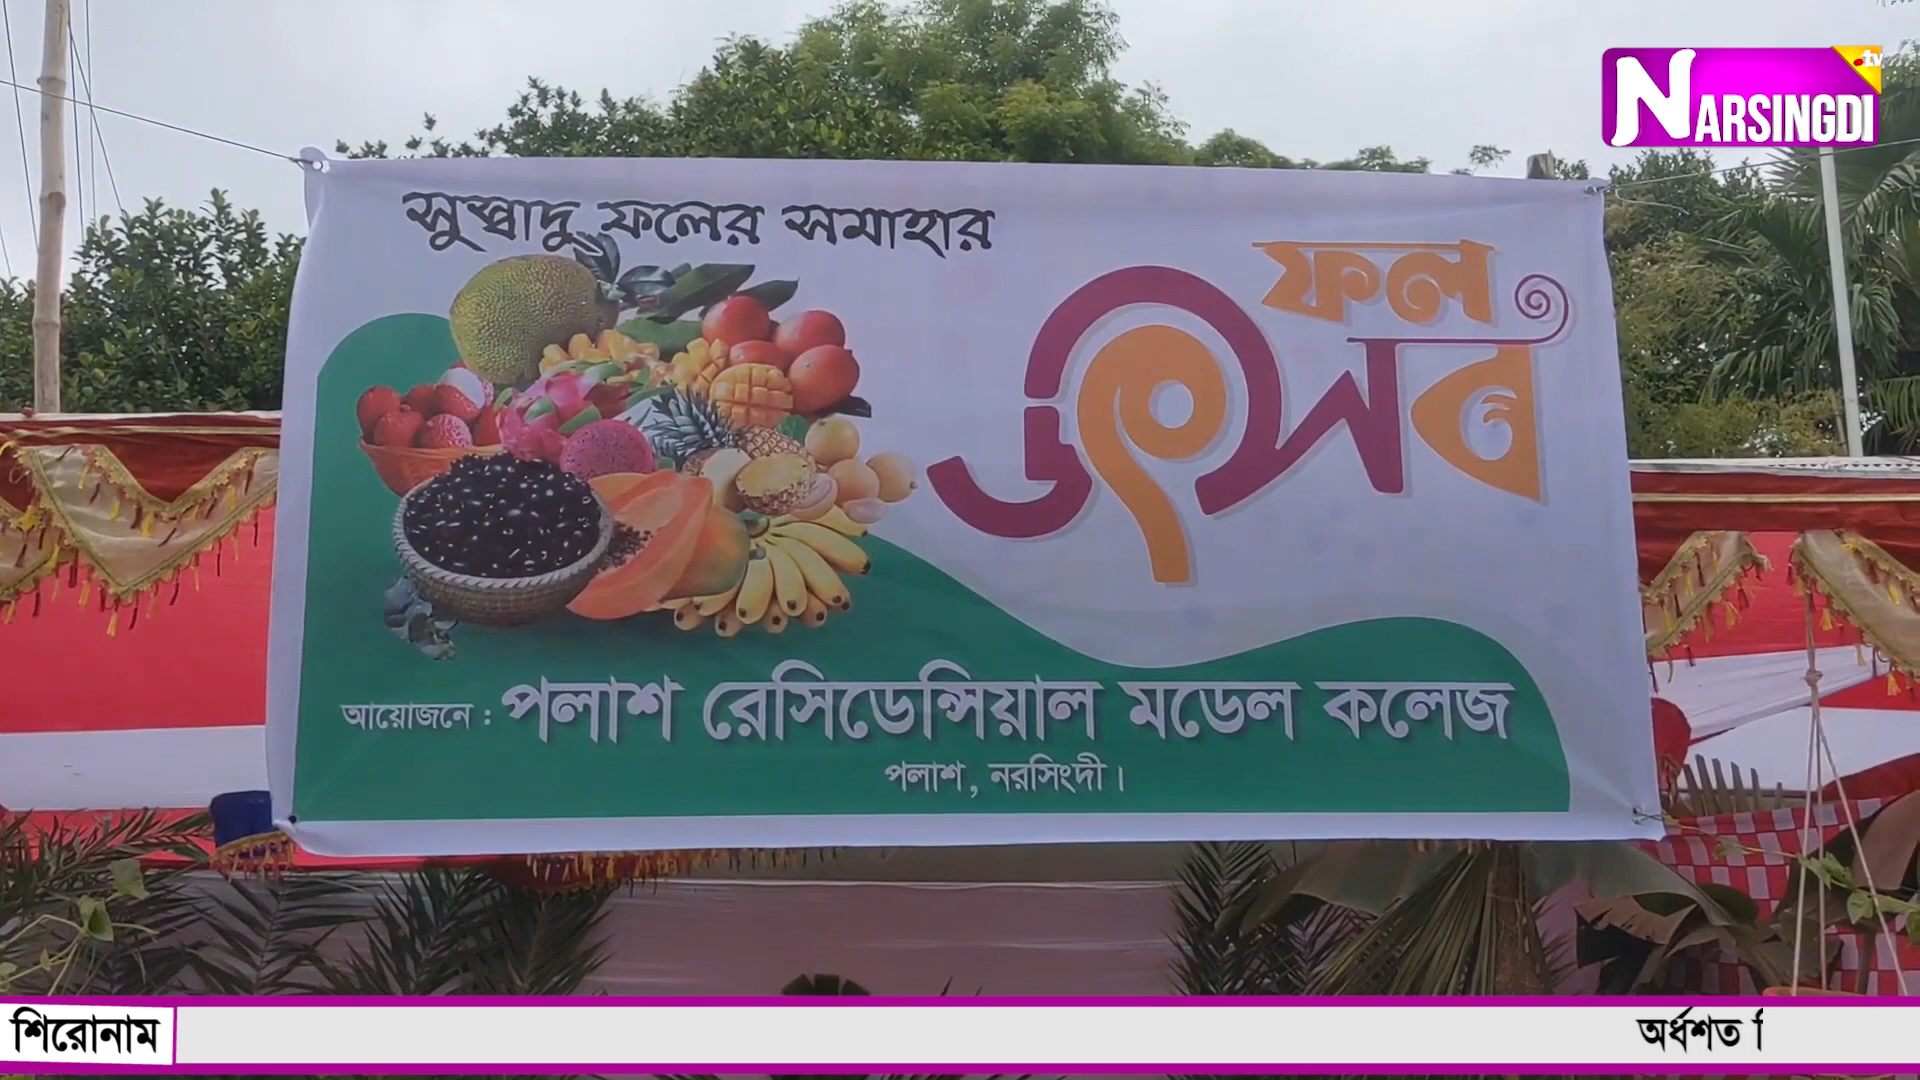 NARSINGDI
.tv
সুস্বাদু ফলের সমাহার
ফল
উৎসব
আয়োজনে : পলাশ রেসিডেন্সিয়াল মডেল কলেজ
পলাশ, নরসিংদী।
শিরোনাম
অর্ধশত